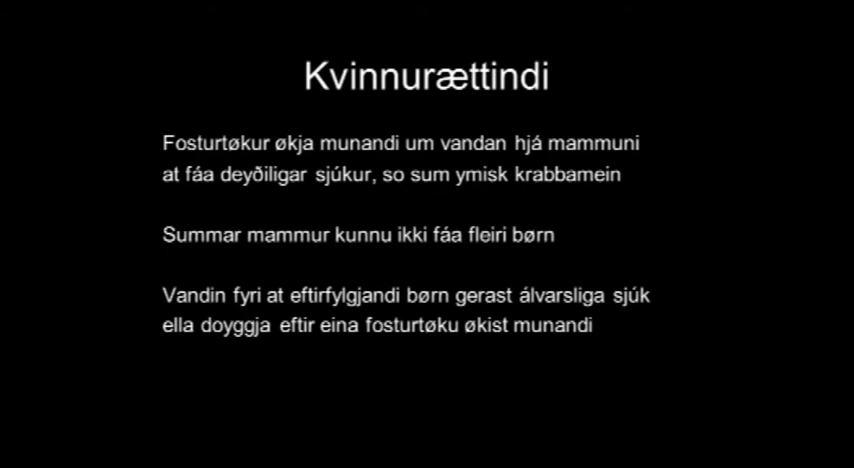 Kvinnurættindi
Fosturtøkur økja munandi um vandan hjá mammuni
at fáa deyðiligar sjúkur, so sum ymisk krabbamein
Summar mammur kunnu ikki fáa fleiri børn
Vandin fyri at eftirfylgjandi børn gerast álvarsliga sjúk
ella doyggja eftir eina fosturtøku økist munandi